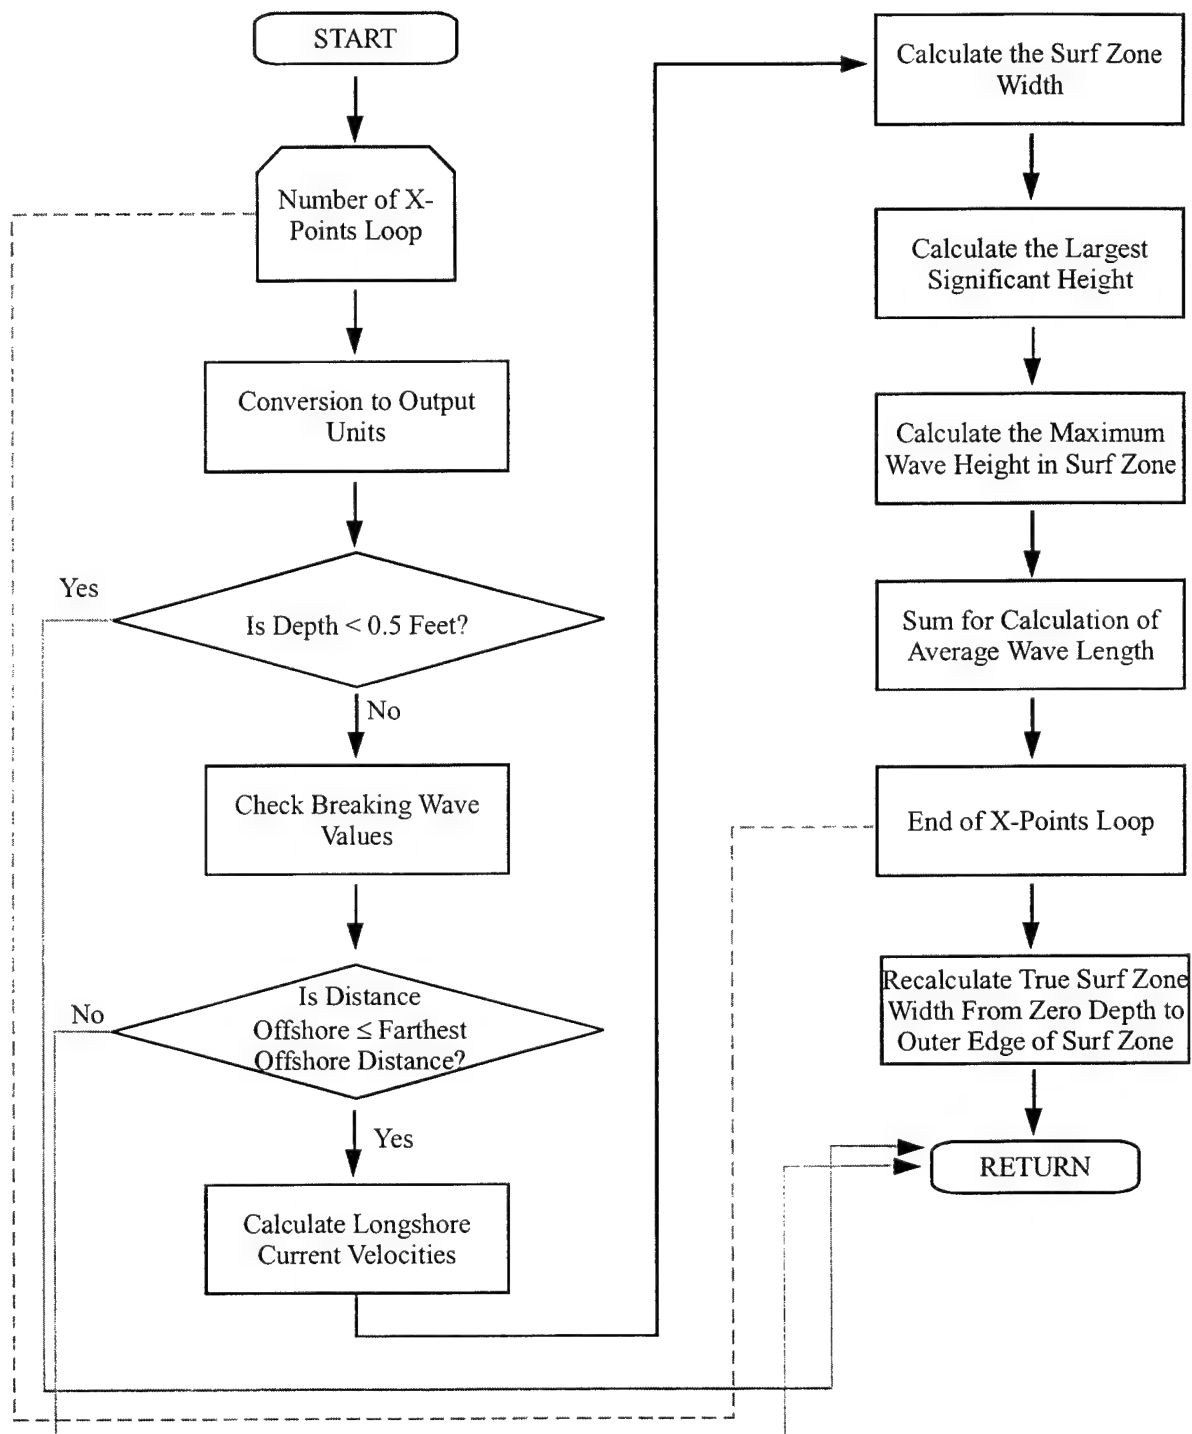 START
Number of X-
Points Loop
Conversion to Output
Units
Yes
Is Depth < 0.5 Feet?
No
Check Breaking Wave
Values
No
Is Distance
Offshore ≤ Farthest
Offshore Distance?
Yes
Calculate Longshore
Current Velocities
Calculate the Surf Zone
Width
Calculate the Largest
Significant Height
Calculate the Maximum
Wave Height in Surf Zone
Sum for Calculation of
Average Wave Length
End of X-Points Loop
Recalculate True Surf Zone
Width From Zero Depth to
Outer Edge of Surf Zone
RETURN